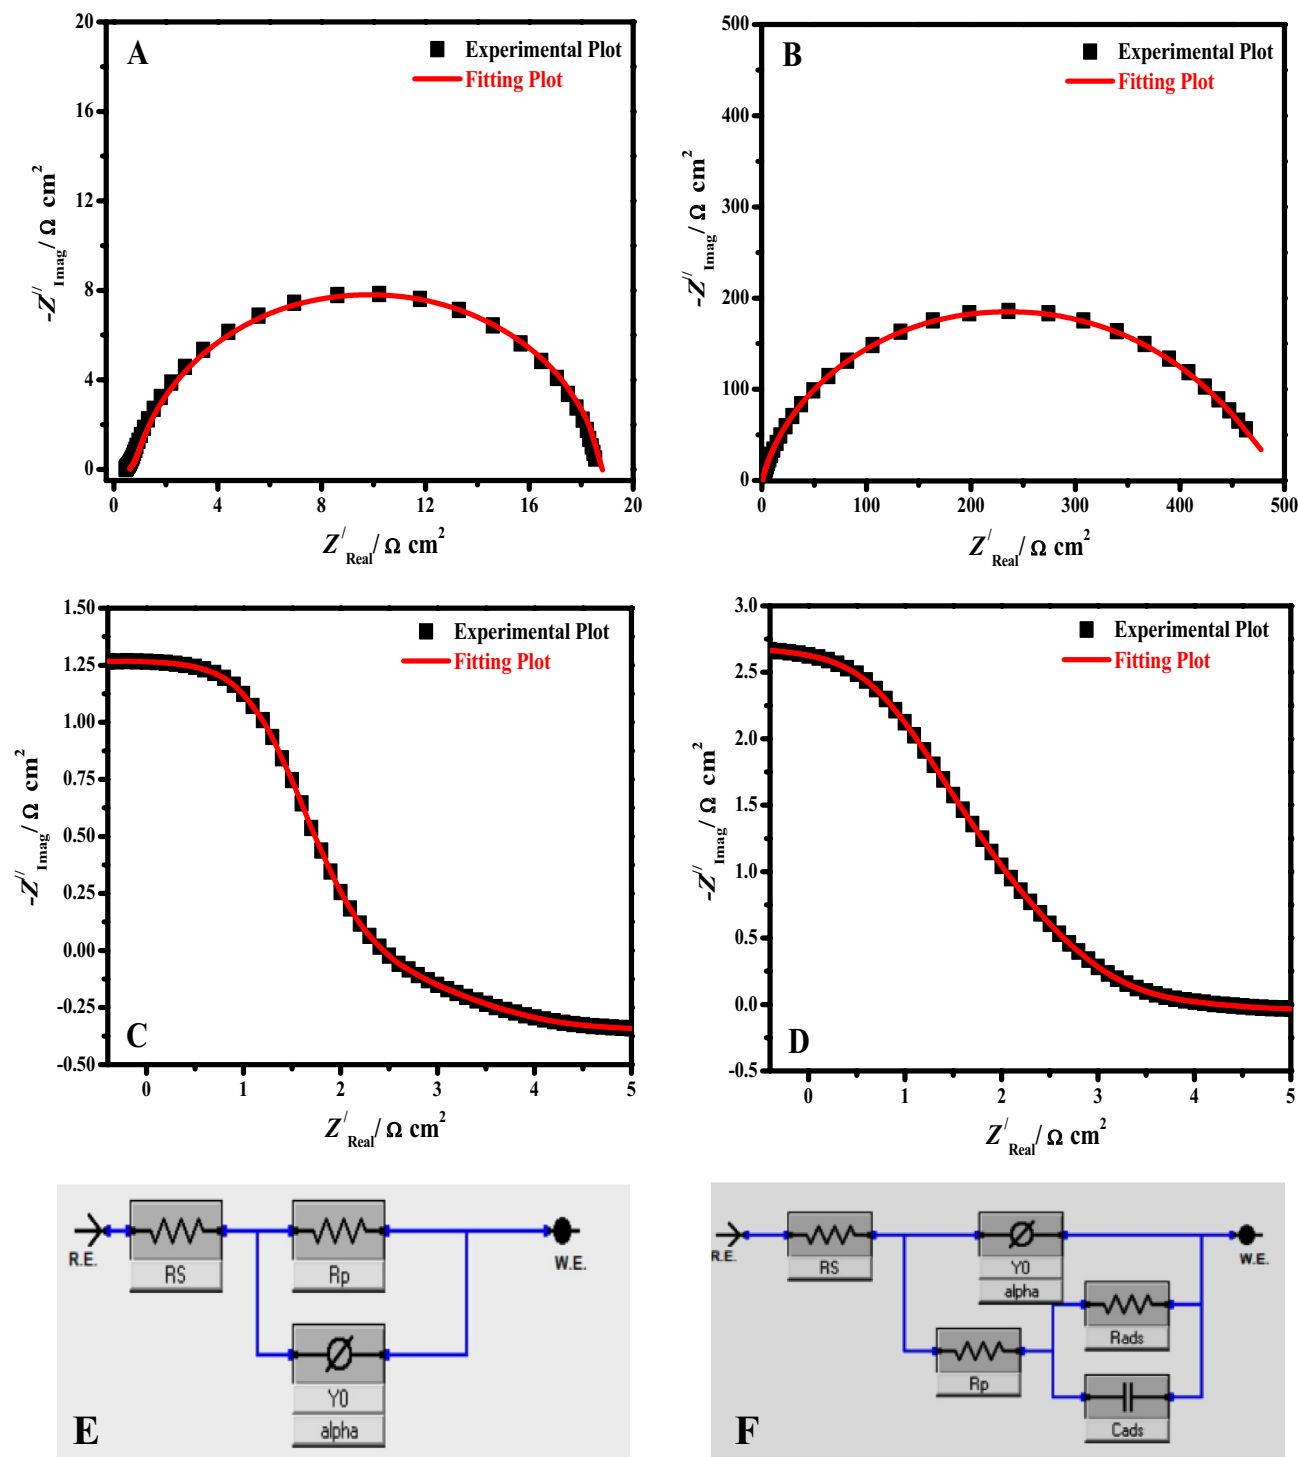 A
Experimental Plot
Fitting Plot
20
16
12
8
4
0
-Z//Imag/ Ω cm2
0 4 8 12 16 20
Z/Real/ Ω cm2
B
Experimental Plot
Fitting Plot
500
400
300
200
100
0
-Z//Imag/ Ω cm2
0 100 200 300 400 500
Z/Real/ Ω cm2
C
Experimental Plot
Fitting Plot
1.50
1.25
1.00
0.75
0.50
0.25
0.00
-0.25
-0.50
-Z//Imag/ Ω cm2
0 1 2 3 4 5
Z/Real/ Ω cm2
D
Experimental Plot
Fitting Plot
3.0
2.5
2.0
1.5
1.0
0.5
0.0
-0.5
-Z//Imag/ Ω cm2
0 1 2 3 4 5
Z/Real/ Ω cm2
R.E.
RS
Rp
W.E.
Y0
alpha
E
R.E.
RS
Y0
alpha
W.E.
Rads
Rp
Cads
F